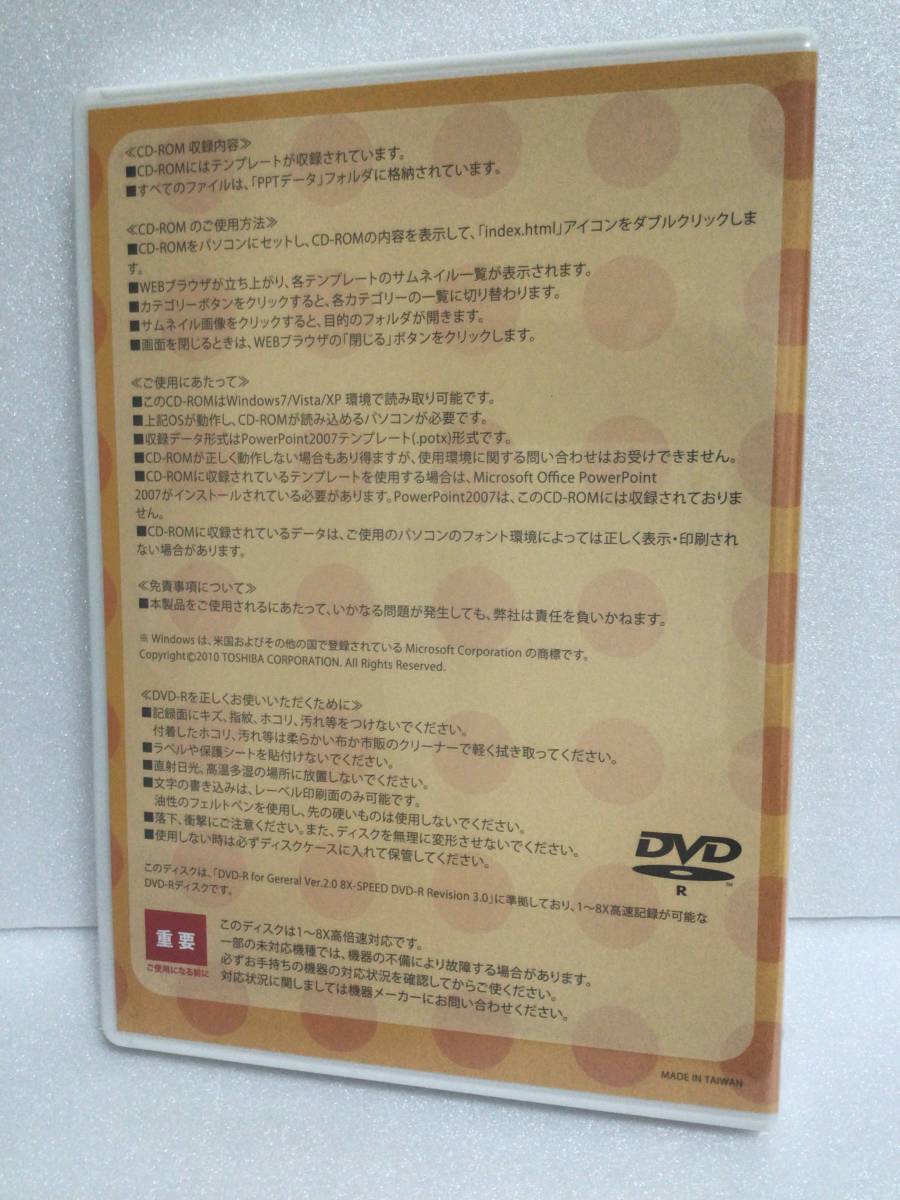 ≪CD-ROM 収録内容≫
■CD-ROMにはテンプレートが収録されています。
■すべてのファイルは、「PPTデータ」フォルダに格納されています。
≪CD-ROM のご使用方法≫
■CD-ROMをパソコンにセットし、CD-ROMの内容を表示して、「index.html」アイコンをダブルクリックしま
す。
■WEBブラウザが立ち上がり、各テンプレートのサムネイル一覧が表示されます。
■カテゴリーボタンをクリックすると、各カテゴリーの一覧に切り替わります。
■サムネイル画像をクリックすると、目的のフォルダが開きます。
■画面を閉じるときは、WEBブラウザの「閉じる」ボタンをクリックします。
≪ご使用にあたって≫
■このCD-ROMはWindows7/Vista/XP 環境で読み取り可能です。
■上記OSが動作し、CD-ROMが読み込めるパソコンが必要です。
■収録データ形式はPowerPoint2007テンプレート(.potx)形式です。
■CD-ROMが正しく動作しない場合もあり得ますが、使用環境に関する問い合わせはお受けできません。
■CD-ROMに収録されているテンプレートを使用する場合は、Microsoft Office PowerPoint
2007がインストールされている必要があります。PowerPoint2007は、このCD-ROMには収録されておりま
せん。
■CD-ROMに収録されているデータは、ご使用のパソコンのフォント環境によっては正しく表示・印刷され
ない場合があります。
≪免責事項について≫
■本製品をご使用されるにあたって、いかなる問題が発生しても、弊社は責任を負いかねます。
※ Windows は、米国およびその他の国で登録されている Microsoft Corporation の商標です。
Copyright©2010 TOSHIBA CORPORATION. All Rights Reserved.
≪DVD-Rを正しくお使いいただくために≫
■記録面にキズ、指紋、ホコリ、汚れ等をつけないでください。
付着したホコリ、汚れ等は柔らかい布か市販のクリーナーで軽く拭き取ってください。
■ラベルや保護シートを貼付けないでください。
■直射日光、高温多湿の場所に放置しないでください。
■文字の書き込みは、レーベル印刷面のみ可能です。
油性のフェルトペンを使用し、先の硬いものは使用しないでください。
■落下、衝撃にご注意ください。また、ディスクを無理に変形させないでください。
■使用しない時は必ずディスクケースに入れて保管してください。
DVD
R
™
このディスクは、「DVD-R for Gereral Ver.2.0 8X-SPEED DVD-R Revision 3.0」に準拠しており、1〜8X高速記録が可能な
DVD-Rディスクです。
重要
ご使用になる前に
このディスクは1〜8X高倍速対応です。
一部の未対応機種では、機器の不備により故障する場合があります。
必ずお手持ちの機器の対応状況を確認してからご使ください。
対応状況に関しましては機器メーカーにお問い合わせください。
MADE IN TAIWAN